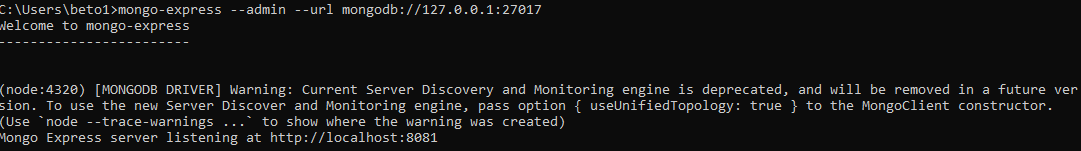 C:\Users\beto1>mongo-express --admin --url mongodb://127.0.0.1:27017
Welcome to mongo-express
------------------------
(node:4320) [MONGODB DRIVER] Warning: Current Server Discovery and Monitoring engine is deprecated, and will be removed in a future ver
sion. To use the new Server Discover and Monitoring engine, pass option { useUnifiedTopology: true } to the MongoClient constructor.
(Use `node --trace-warnings ...` to show where the warning was created)
Mongo Express server listening at http://localhost:8081